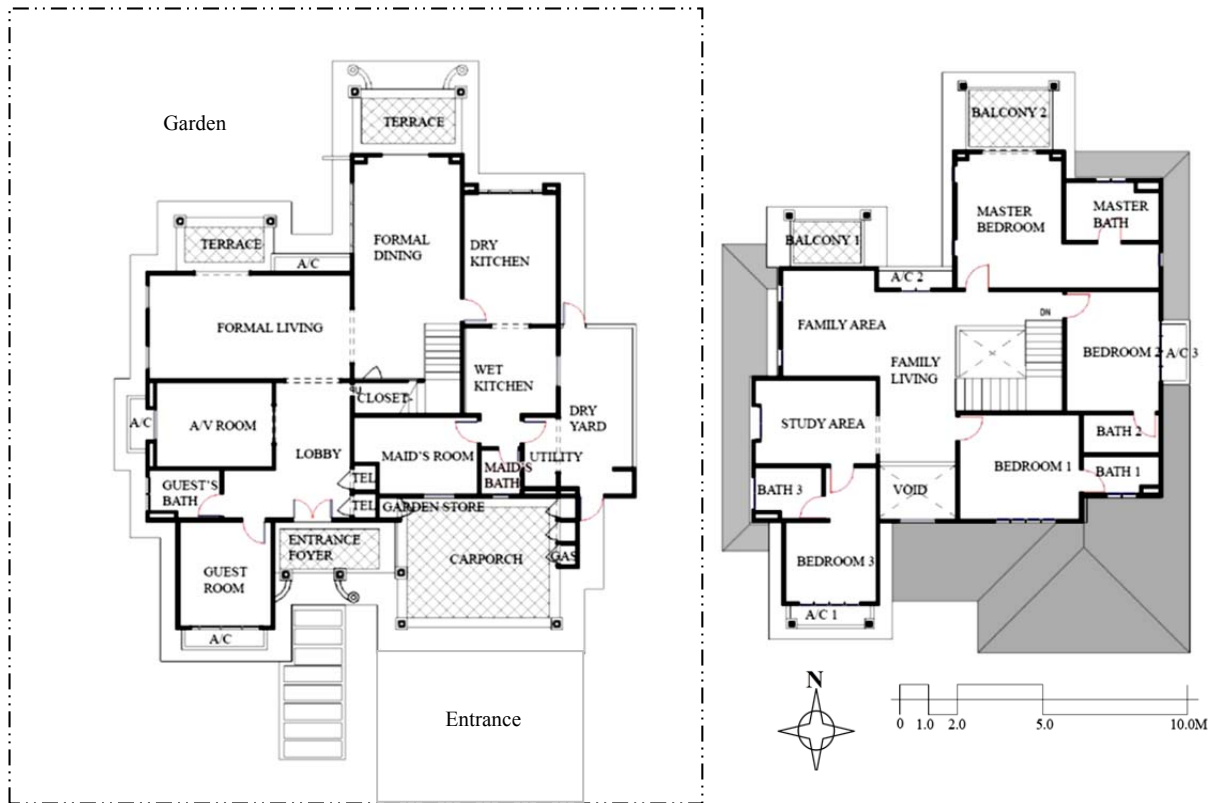 Garden
TERRACE
TERRACE
A/C
FORMAL
DINING
DRY
KITCHEN
FORMAL LIVING
WET
KITCHEN
CLOSET
A/C
A/V ROOM
LOBBY
DRY
YARD
MAID'S ROOM
UTILITY
MAID'S
BATH
GUEST'S
BATH
TEL
TEL
GARDEN STORE
ENTRANCE
FOYER
CARPORCH
GAS
GUEST
ROOM
A/C
Entrance
BALCONY 2
MASTER
BEDROOM
MASTER
BATH
BALCONY 1
A/C 2
FAMILY AREA
DN
FAMILY
LIVING
BEDROOM 2
A/C 3
STUDY AREA
BATH 2
BEDROOM 1
BATH 1
BATH 3
VOID
BEDROOM 3
A/C 1
N
0 1.0 2.0 5.0 10.0M